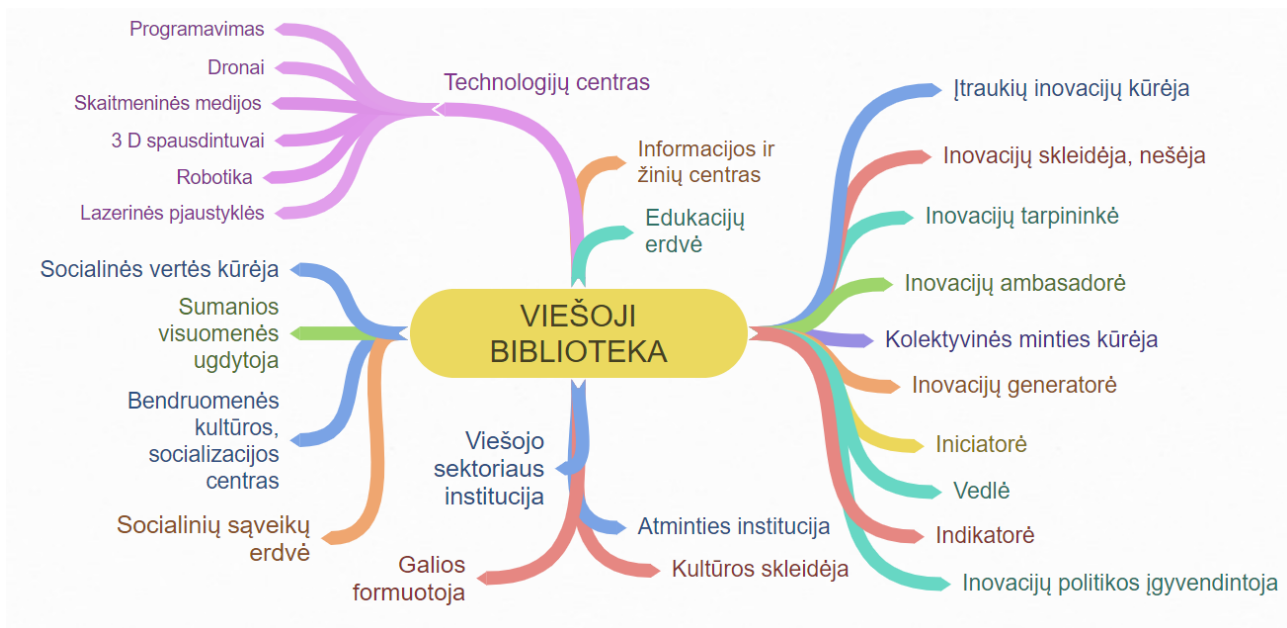 Programavimas
Dronai
Skaitmeninės medijos
3 D spausdintuvai
Robotika
Lazerinės pjaustyklės
Technologijų centras
Informacijos ir
žinių centras
Edukacijų
erdvė
Socialinės vertės kūrėja
Sumanios
visuomenės
ugdytoja
Bendruomenės
kultūros,
socializacijos
centras
Socialinių sąveikų
erdvė
VIEŠOJI
BIBLIOTEKA
Viešojo
sektoriaus
institucija
Galios
formuotoja
Atminties institucija
Kultūros skleidėja
Įtraukių inovacijų kūrėja
Inovacijų skleidėja, nešėja
Inovacijų tarpininkė
Inovacijų ambasadorė
Kolektyvinės minties kūrėja
Inovacijų generatorė
Iniciatorė
Vedlė
Indikatorė
Inovacijų politikos įgyvendintoja